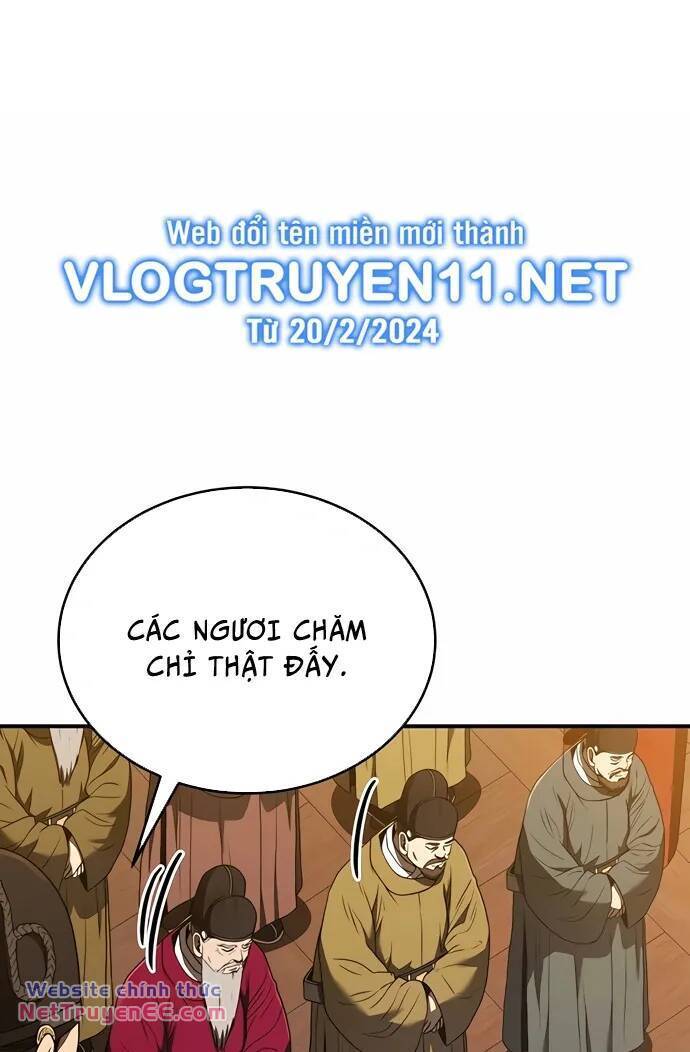 Web đổi tên miền mới thành
VLOGTRUYEN11.NET
Từ 20/2/2024
CÁC NGƯƠI CHĂM
CHỈ THẬT ĐẤY.
Website chính thức
NetTruyenEE.com